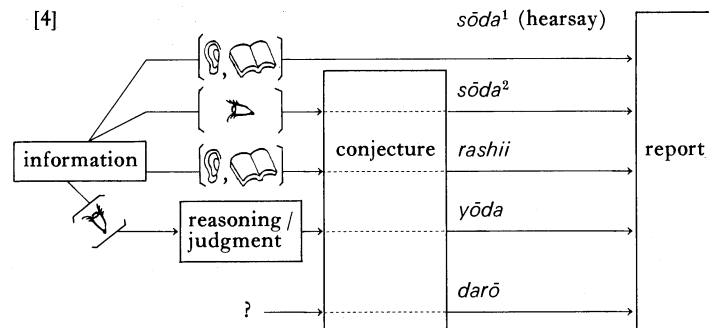 [4]
sōda¹ (hearsay)
sōda²
information
conjecture
rashii
report
reasoning /
judgment
yōda
?
darō